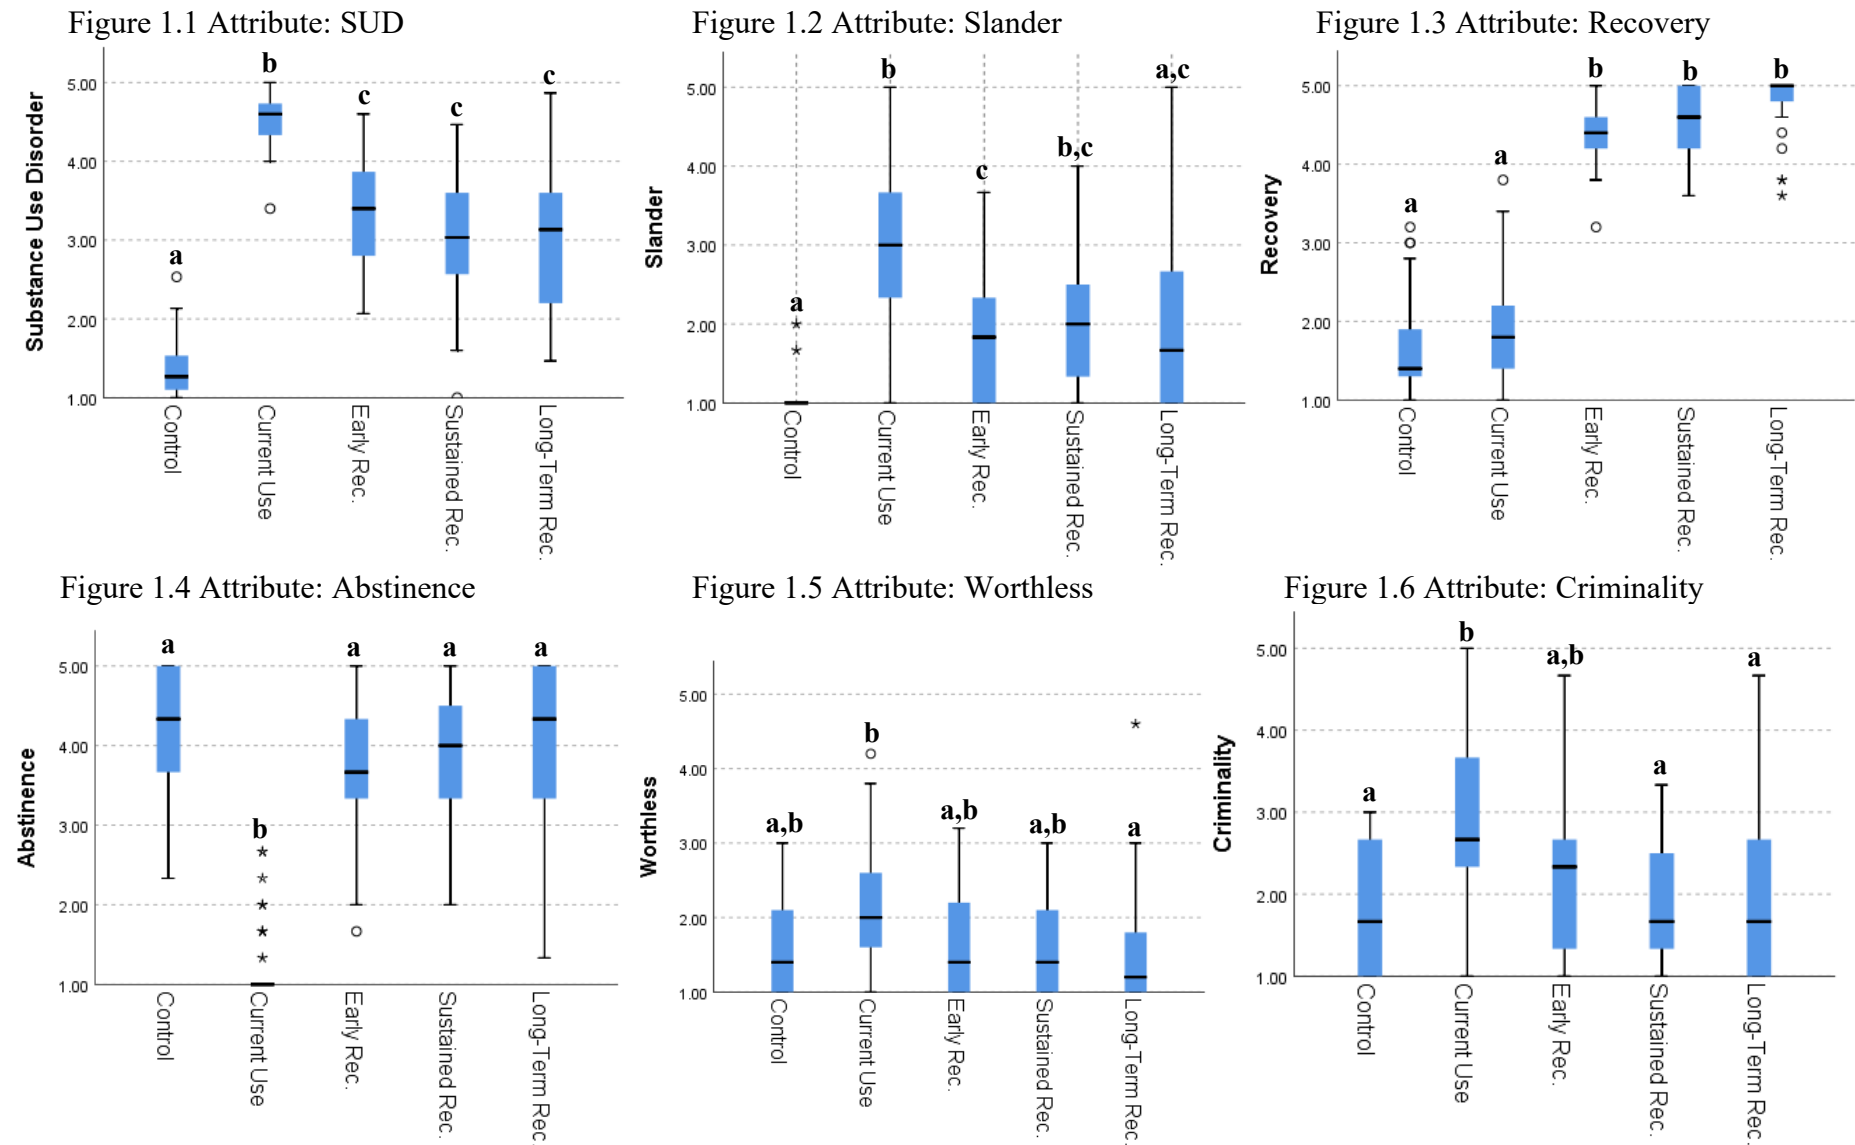 Figure 1.1 Attribute: SUD
Substance Use Disorder
5.00
4.00
3.00
2.00
1.00
a
b
c
c
c
Control
Current Use
Early Rec.
Sustained Rec.
Long-Term Rec.
Figure 1.2 Attribute: Slander
Slander
5.00
4.00
3.00
2.00
1.00
a
b
c
b,c
a,c
Control
Current Use
Early Rec.
Sustained Rec.
Long-Term Rec.
Figure 1.3 Attribute: Recovery
Recovery
5.00
4.00
3.00
2.00
1.00
a
a
b
b
b
Control
Current Use
Early Rec.
Sustained Rec.
Long-Term Rec.
Figure 1.4 Attribute: Abstinence
Abstinence
5.00
4.00
3.00
2.00
1.00
a
b
a
a
a
Control
Current Use
Early Rec.
Sustained Rec.
Long-Term Rec.
Figure 1.5 Attribute: Worthless
Worthless
5.00
4.00
3.00
2.00
1.00
a,b
b
a,b
a,b
a
Control
Current Use
Early Rec.
Sustained Rec.
Long-Term Rec.
Figure 1.6 Attribute: Criminality
Criminality
5.00
4.00
3.00
2.00
1.00
a
b
a,b
a
a
Control
Current Use
Early Rec.
Sustained Rec.
Long-Term Rec.